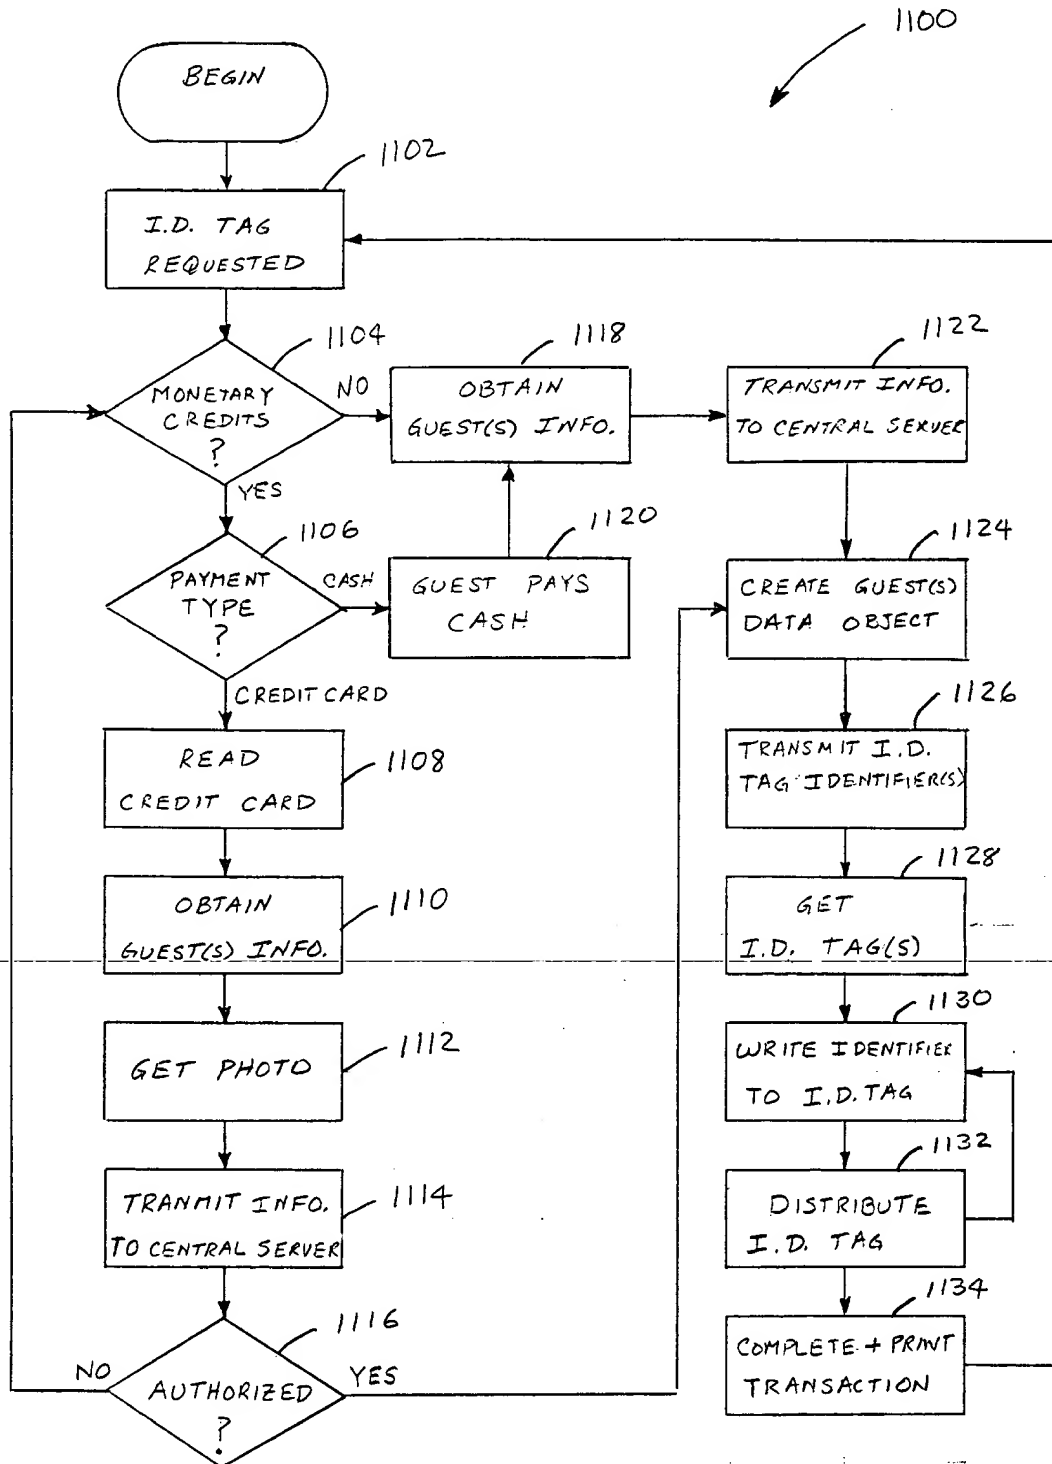 1100
BEGIN
1102
I.D. TAG
REQUESTED
1104
MONETARY
CREDITS
?
NO
YES
1118
OBTAIN
GUEST(S) INFO.
1122
TRANSMIT INFO.
TO CENTRAL SERVER
1106
PAYMENT
TYPE
?
CASH
CREDIT CARD
1120
GUEST PAYS
CASH
1124
CREATE GUEST(S)
DATA OBJECT
1108
READ
CREDIT CARD
1126
TRANSMIT I.D.
TAG IDENTIFIER(S)
1110
OBTAIN
GUEST(S) INFO.
1128
GET
I.D. TAG(S)
1112
GET PHOTO
1130
WRITE IDENTIFIER
TO I.D. TAG
1114
TRANMIT INFO.
TO CENTRAL SERVER
1132
DISTRIBUTE
I.D. TAG
1116
AUTHORIZED
?
NO
YES
1134
COMPLETE + PRINT
TRANSACTION